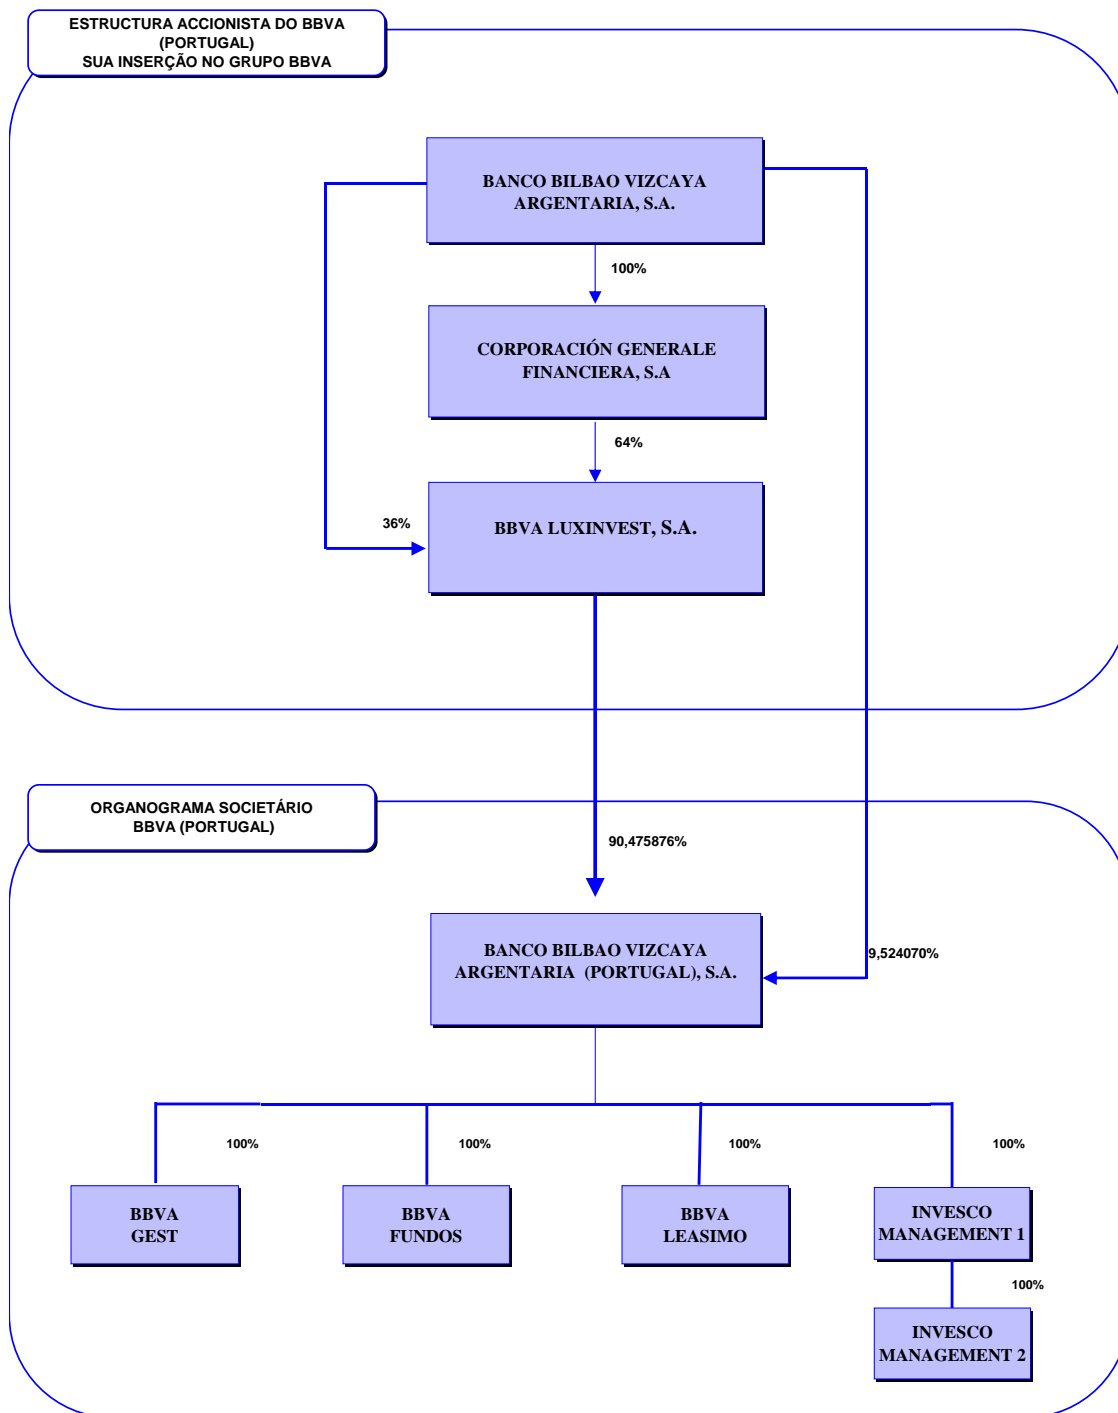 ESTRUCTURA ACCIONISTA DO BBVA
(PORTUGAL)
SUA INSERÇÃO NO GRUPO BBVA
BANCO BILBAO VIZCAYA
ARGENTARIA, S.A.
100%
CORPORACIÓN GENERALE
FINANCIERA, S.A
64%
36%
BBVA LUXINVEST, S.A.
ORGANOGRAMA SOCIETÁRIO
BBVA (PORTUGAL)
90,475876%
BANCO BILBAO VIZCAYA
ARGENTARIA (PORTUGAL), S.A.
9,524070%
100%
100%
100%
100%
BBVA
GEST
BBVA
FUNDOS
BBVA
LEASIMO
INVESCO
MANAGEMENT 1
100%
INVESCO
MANAGEMENT 2